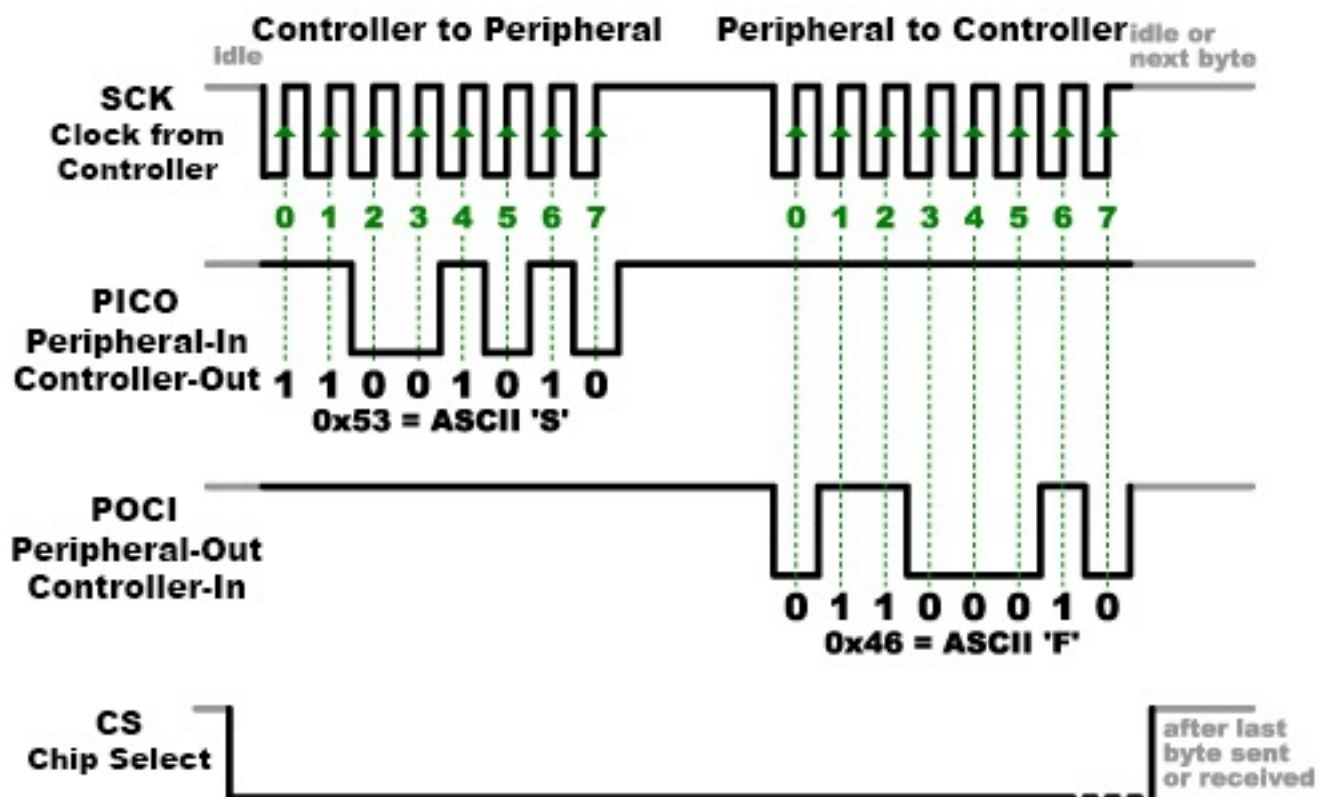 Controller to Peripheral
Peripheral to Controller
idle
idle or
next byte
SCK
Clock from
Controller
0 1 2 3 4 5 6 7
0 1 2 3 4 5 6 7
PICO
Peripheral-In
Controller-Out
1 1 0 0 1 0 1 0
0x53 = ASCII 'S'
POCI
Peripheral-Out
Controller-In
0 1 1 0 0 0 1 0
0x46 = ASCII 'F'
CS
Chip Select
after last
byte sent
or received